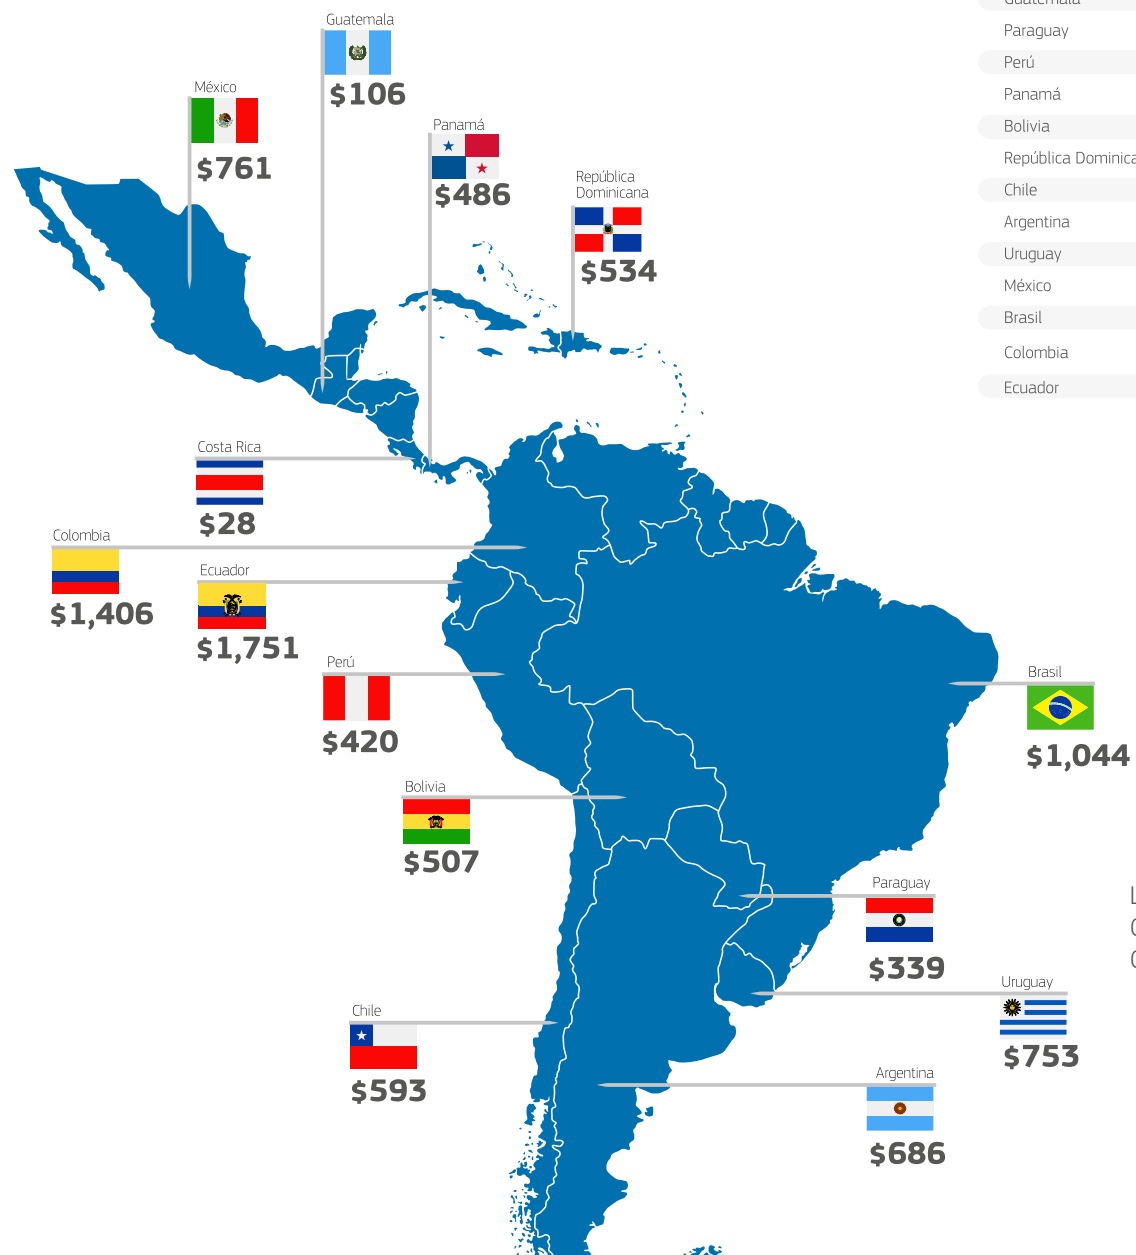 Guatemala
$106
México
$761
Panamá
$486
República
Dominicana
$534
Guatemala
Paraguay
Perú
Panamá
Bolivia
República Dominica
Chile
Argentina
Uruguay
México
Brasil
Colombia
Ecuador
Costa Rica
$28
Colombia
$1,406
Ecuador
$1,751
Perú
$420
Brasil
$1,044
Bolivia
$507
Paraguay
$339
Uruguay
$753
Chile
$593
Argentina
$686